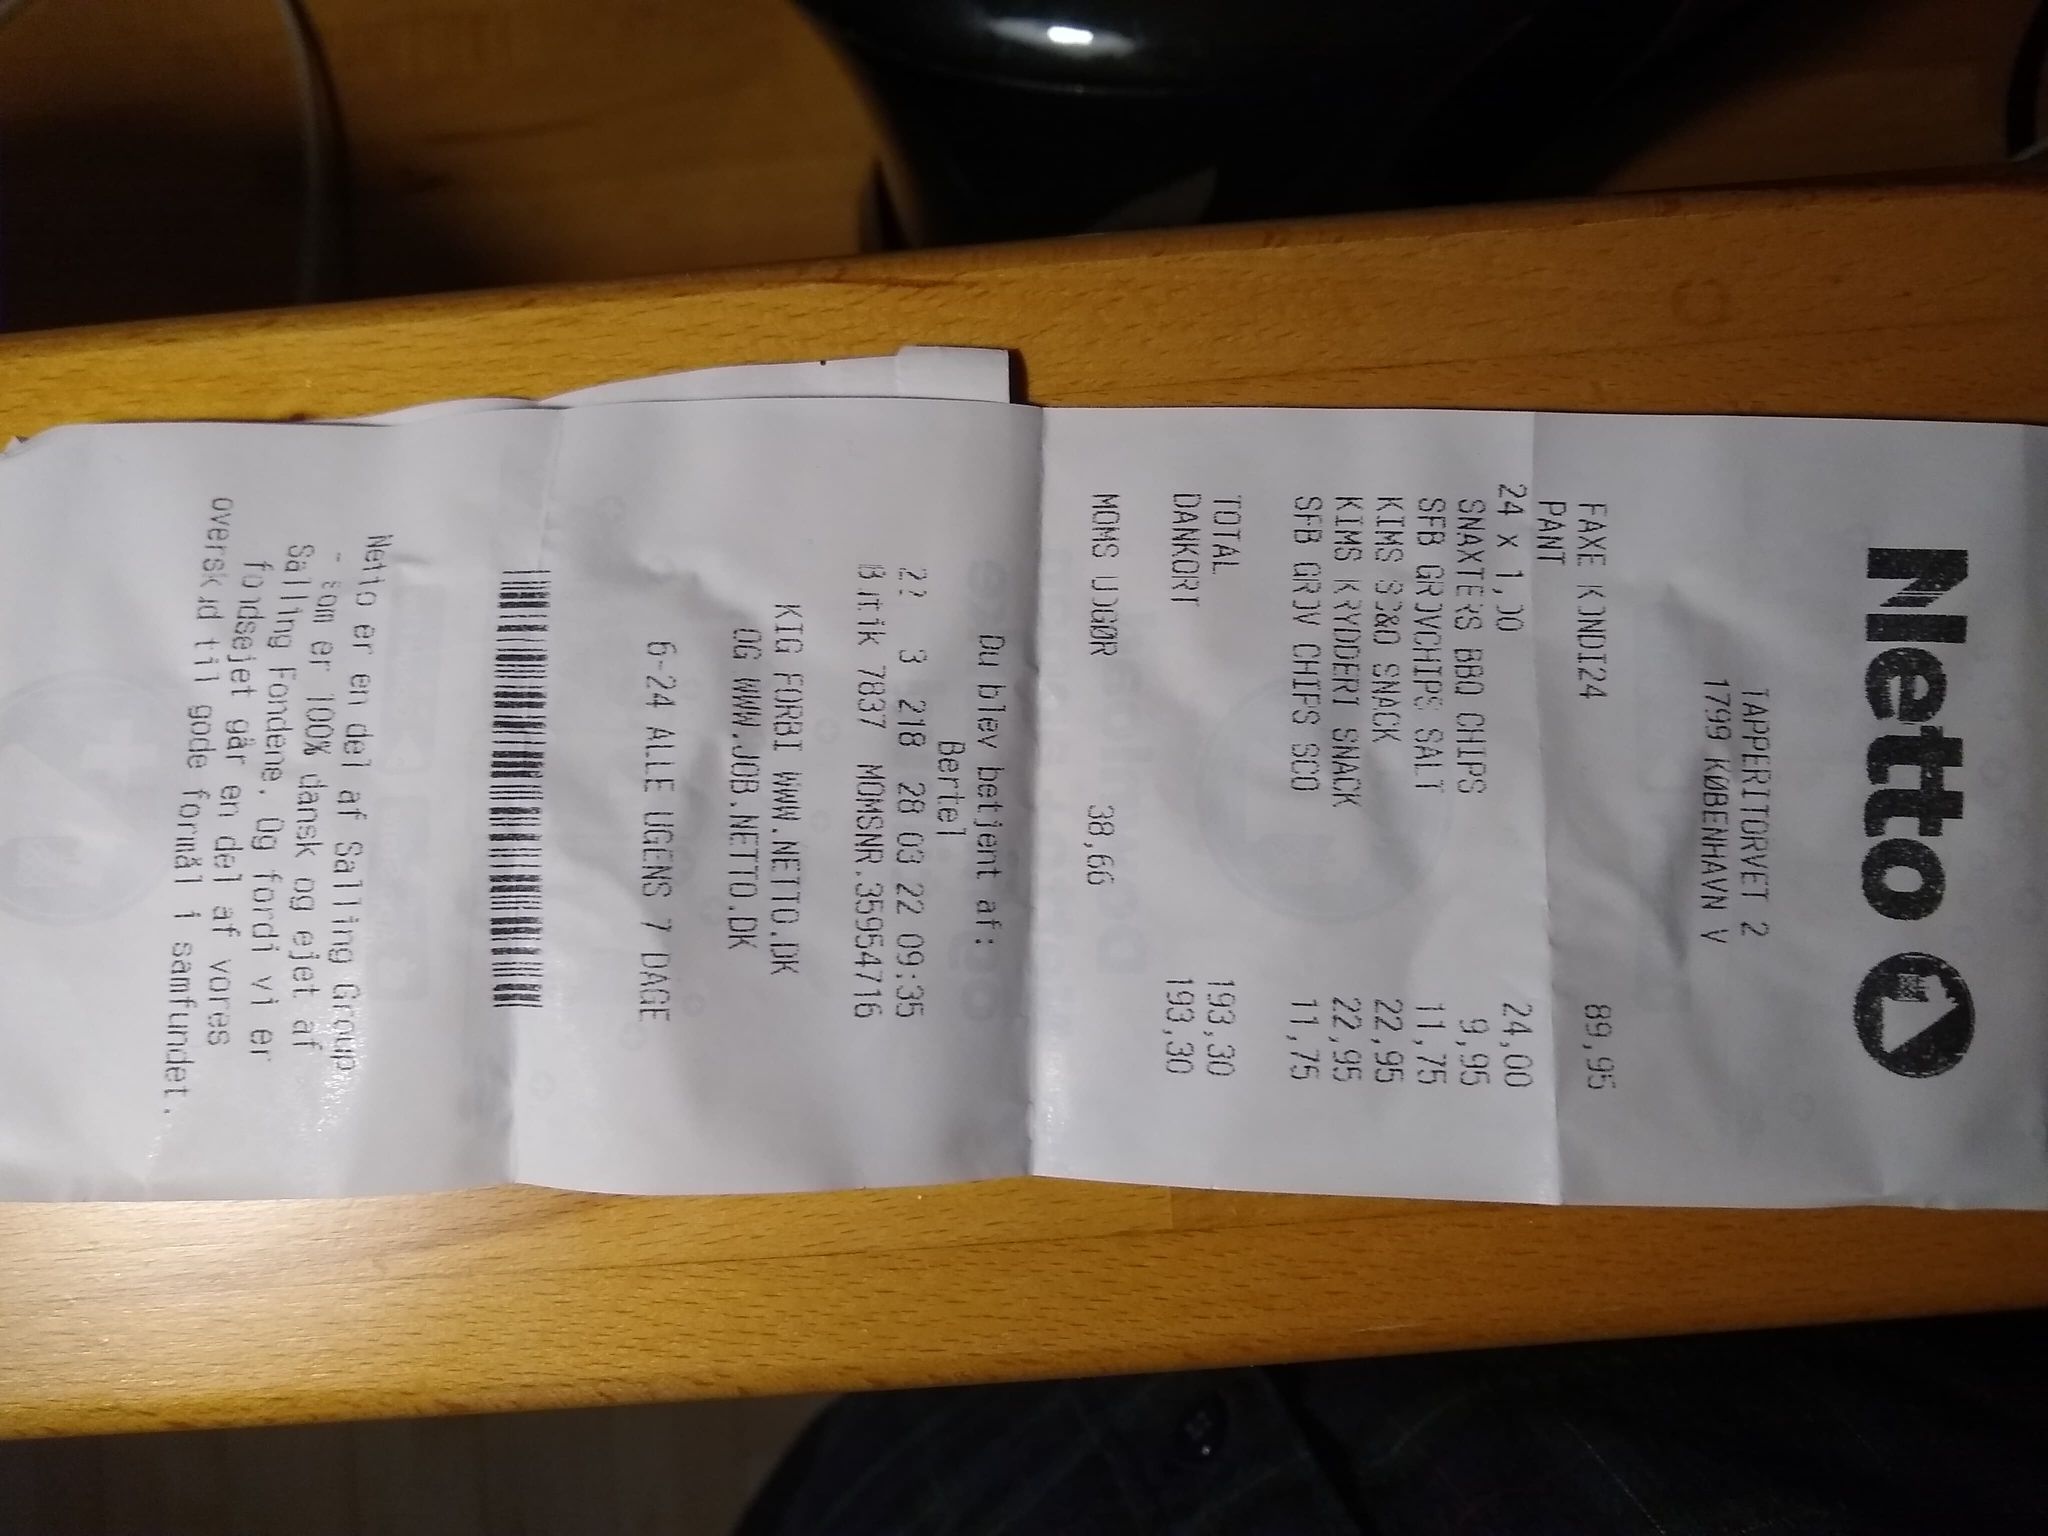 Netto
TAPPERITORVET 2
1799 KØBENHAVN V
FAXE KONDI24 89,95
PANT
24 x 1,00 24,00
SNAXTERS BBQ CHIPS 9,95
SFB GROVCHIPS SALT 11,75
KIMS SO&O SNACK 22,95
KIMS KRYDDERI SNACK 22,95
SFB GROV CHIPS SCO 11,75
TOTAL 193,30
DANKORT 193,30
MOMS UDGØR 38,66
Du blev betjent af:
Bertel
22 3 218 28 03 22 09:35
Butik 7837 MOMSNR.35954716
KIG FORBI WWW.NETTO.DK
OG WWW.JOB.NETTO.DK
6-24 ALLE UGENS 7 DAGE
Netto er en del af Salling Group
- som er 100% dansk og ejet af
Salling Fondene. Og fordi vi er
fondsejet går en del af vores
overskud til gode formål i samfundet.